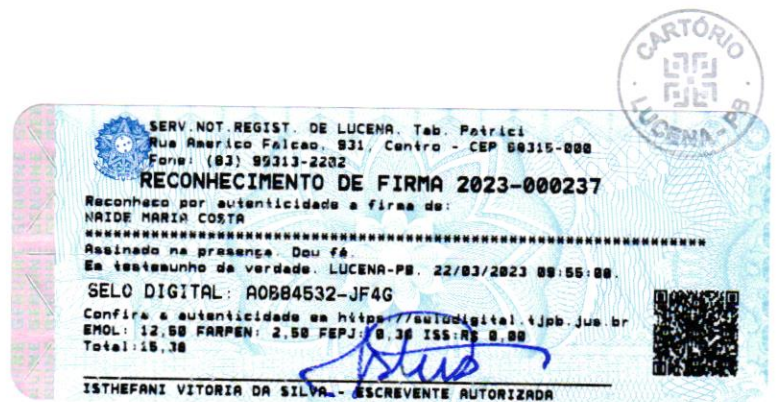 CARTÓRIO
LUCENA - PB
SERV.NOT.REGIST. DE LUCENA. Tab. Patrici
Rua Americo Falcao, 931, Centro - CEP 58315-000
Fone: (83) 99313-2202
RECONHECIMENTO DE FIRMA 2023-000237
Reconheco por autenticidade a firma de:
NAIDE MARIA COSTA
Assinado na presença. Dou fé.
Em testemunho da verdade. LUCENA-PB. 22/03/2023 09:55:08.
SELO DIGITAL: AOB84532-JF4G
Confira a autenticidade em https://selodigital.tjpb.jus.br
EMOL: 12,50 FARPEN: 2,50 FEPJ: 0,38 ISS:R$ 0,00
Total:15,38
ISTHEFANI VITORIA DA SILVA - ESCREVENTE AUTORIZADA